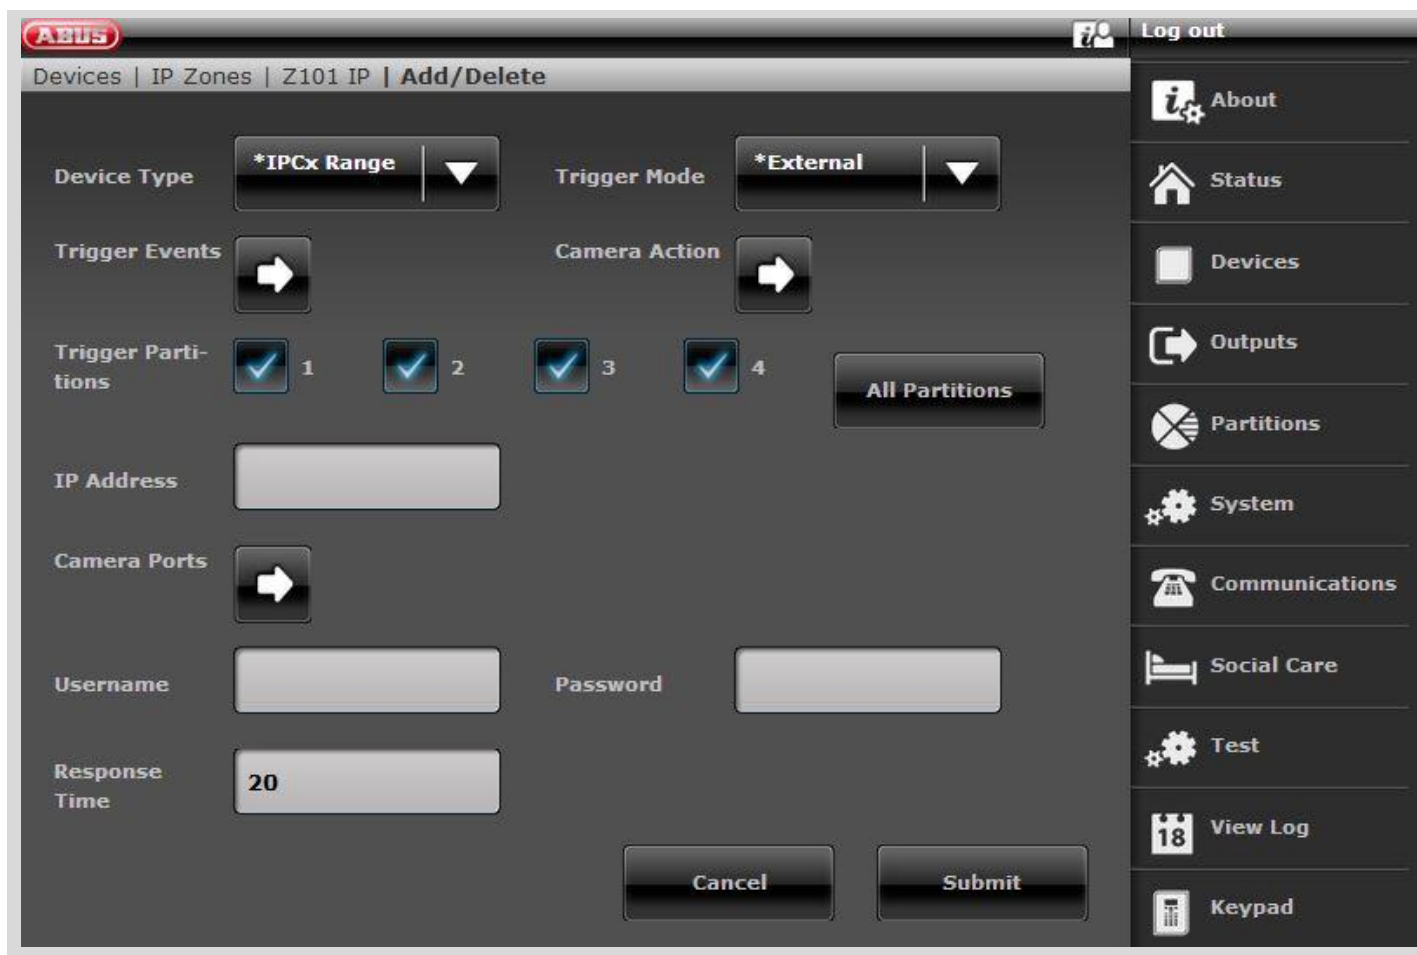 ABUS
Log out
Devices | IP Zones | Z101 IP | Add/Delete
Device Type
*IPCx Range
Trigger Mode
*External
Trigger Events
Camera Action
Trigger Parti-
tions
1
2
3
4
All Partitions
IP Address
Camera Ports
Username
Password
Response
Time
20
Cancel
Submit
About
Status
Devices
Outputs
Partitions
System
Communications
Social Care
Test
18
View Log
Keypad